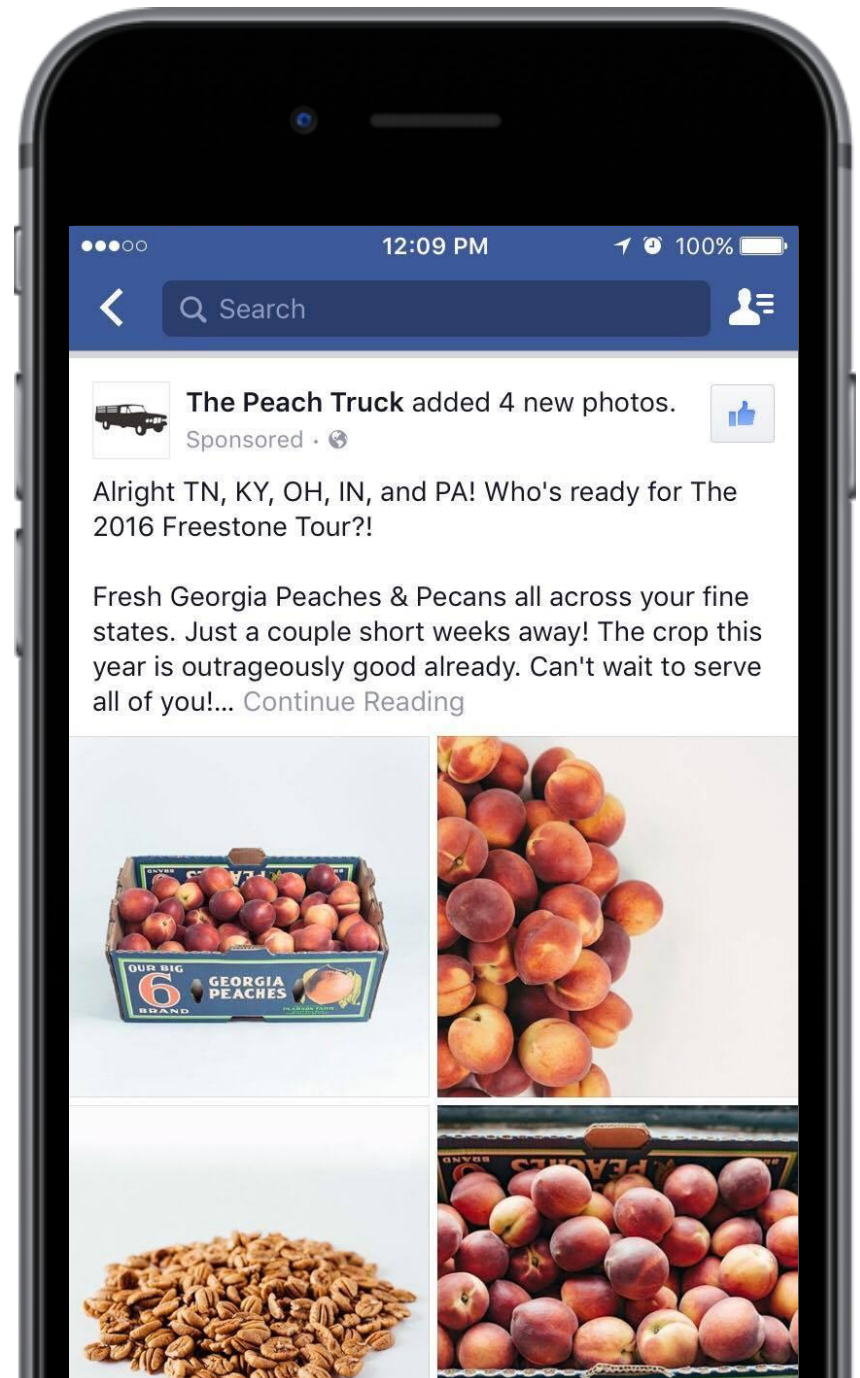 12:09 PM
100%
Search
The Peach Truck added 4 new photos.
Sponsored ·
Alright TN, KY, OH, IN, and PA! Who's ready for The
2016 Freestone Tour?!
Fresh Georgia Peaches & Pecans all across your fine
states. Just a couple short weeks away! The crop this
year is outrageously good already. Can't wait to serve
all of you!... Continue Reading
OUR BIG
6
BRAND
GEORGIA
PEACHES
BRAND
6
PEACHES